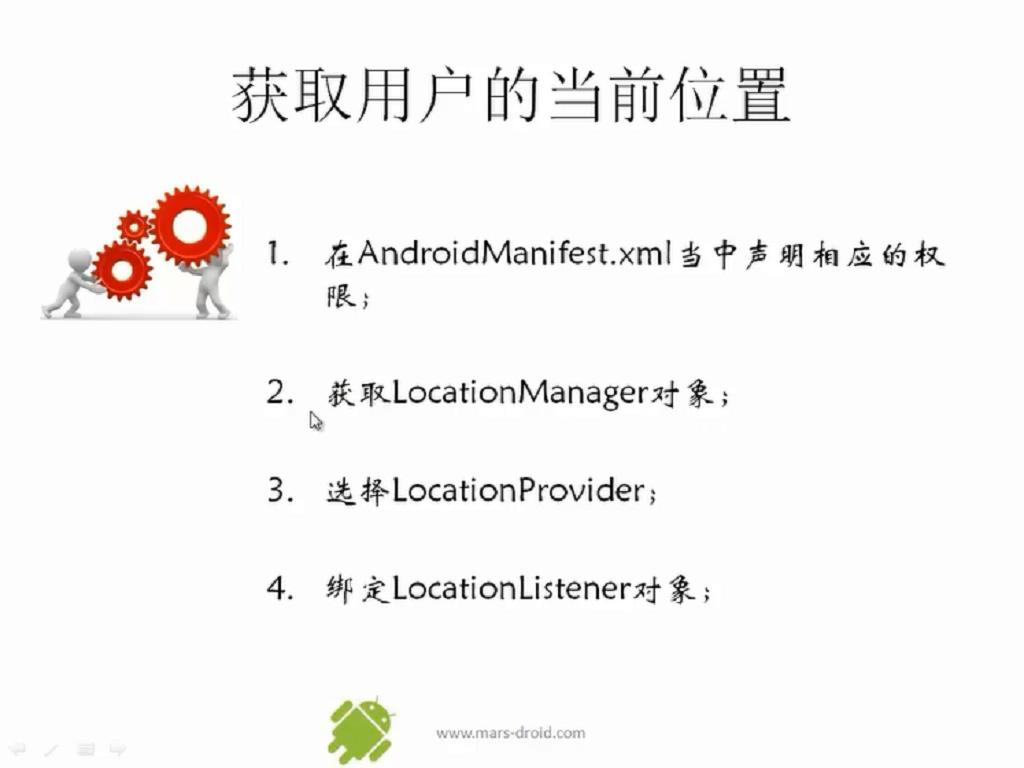 获取用户的当前位置
1. 在AndroidManifest.xml当中声明相应的权
限；
2. 获取LocationManager对象；
3. 选择LocationProvider；
4. 绑定LocationListener对象；
www.mars-droid.com